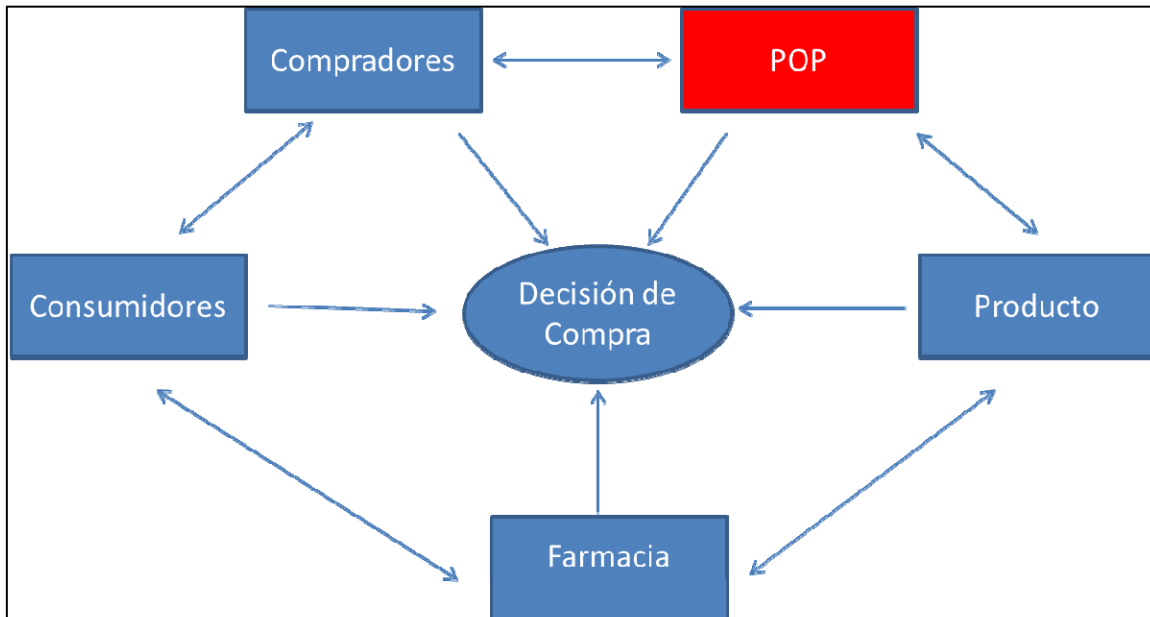 Compradores
POP
Consumidores
Decisión de
Compra
Producto
Farmacia